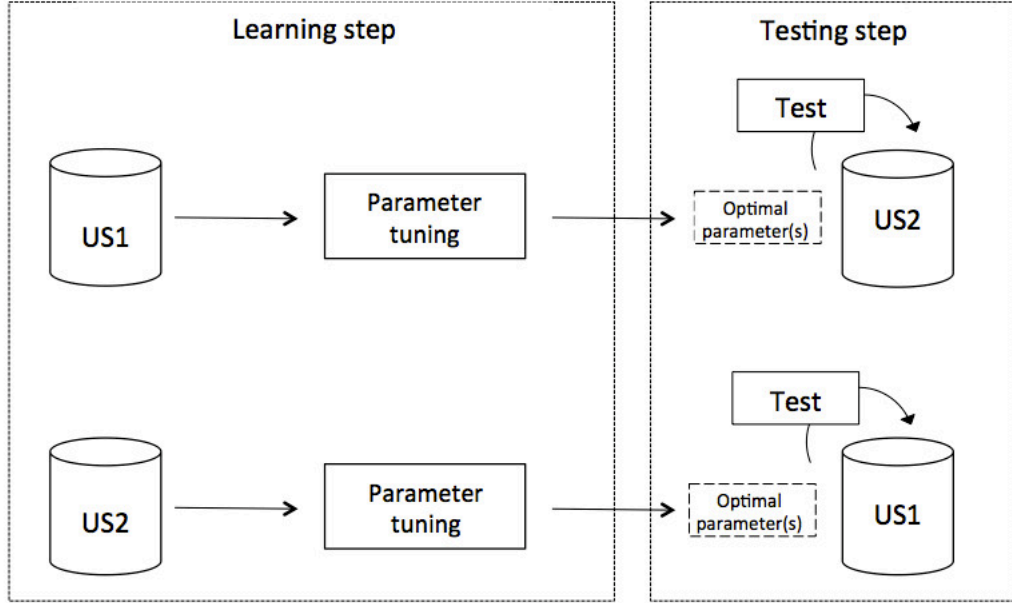 Learning step
Testing step
Test
US1
Parameter
tuning
Optimal
parameter(s)
US2
Test
US2
Parameter
tuning
Optimal
parameter(s)
US1